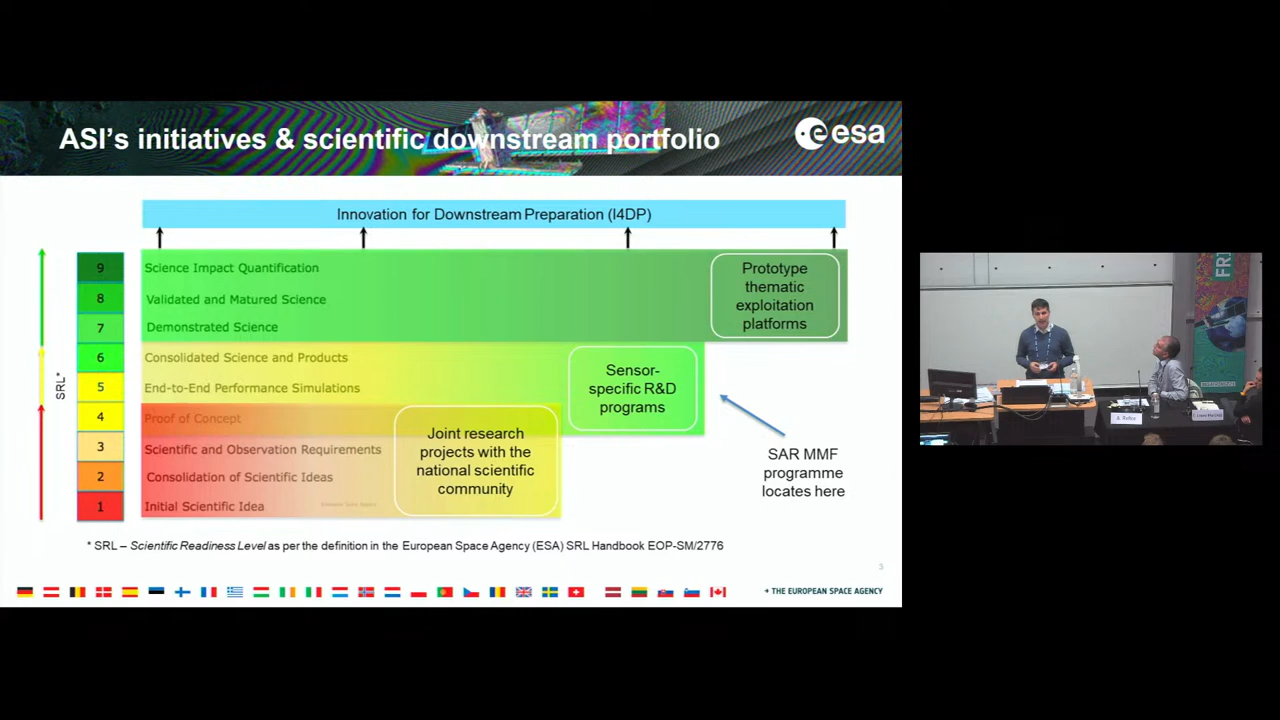 ASI's initiatives & scientific downstream portfolio
esa
Innovation for Downstream Preparation (I4DP)
SRL*
9 Science Impact Quantification
8 Validated and Matured Science
7 Demonstrated Science
6 Consolidated Science and Products
5 End-to-End Performance Simulations
4 Proof of Concept
3 Scientific and Observation Requirements
2 Consolidation of Scientific Ideas
1 Initial Scientific Idea
Prototype
thematic
exploitation
platforms
Sensor-
specific R&D
programs
Joint research
projects with the
national scientific
community
SAR MMF
programme
locates here
* SRL – Scientific Readiness Level as per the definition in the European Space Agency (ESA) SRL Handbook EOP-SM/2776
3
+ THE EUROPEAN SPACE AGENCY
FRI